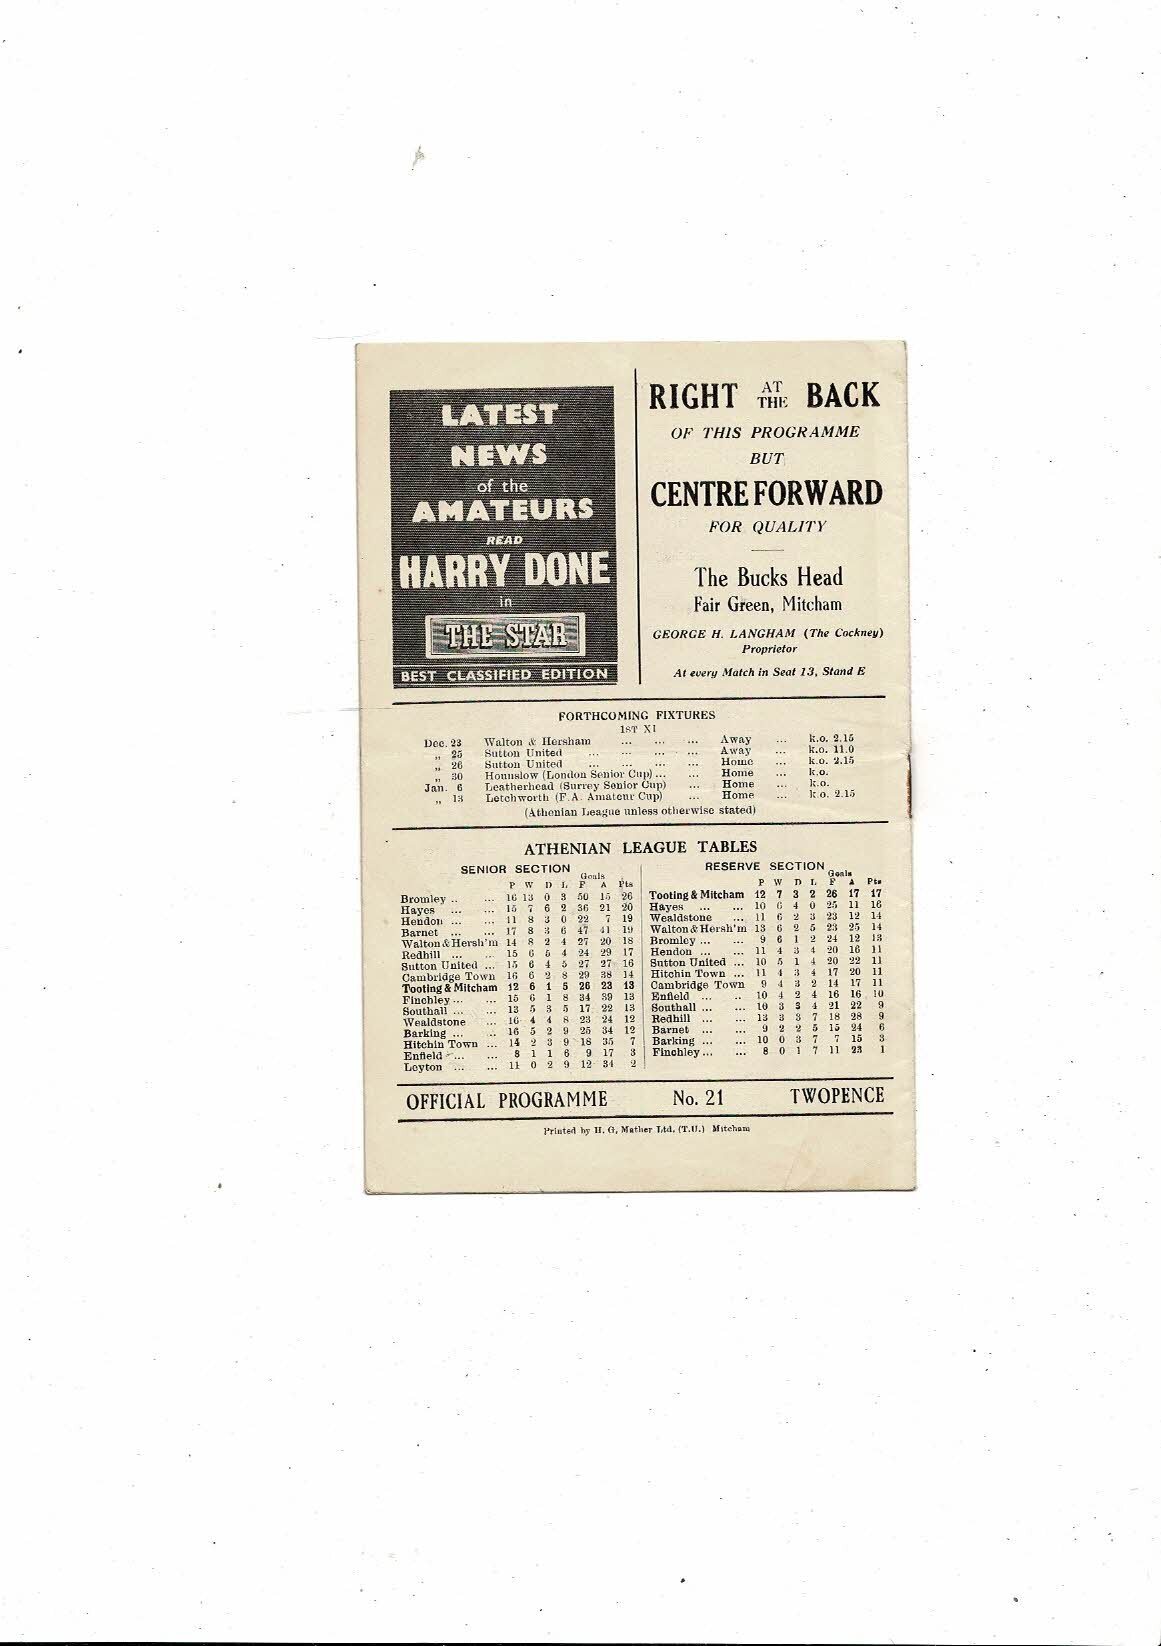 LATEST
NEWS
of the
AMATEURS
READ
HARRY DONE
in
THE STAR
BEST CLASSIFIED EDITION
RIGHT AT THE BACK
OF THIS PROGRAMME
BUT
CENTRE FORWARD
FOR QUALITY
The Bucks Head
Fair Green, Mitcham
GEORGE H. LANGHAM (The Cockney)
Proprietor
At every Match in Seat 13, Stand E
FORTHCOMING FIXTURES
1ST XI
Dec. 23 Walton & Hersham ... ... ... Away ... k.o. 2.15
„ 25 Sutton United ... ... ... ... Away ... k.o. 11.0
„ 26 Sutton United ... ... ... ... Home ... k.o. 2.15
„ 30 Hounslow (London Senior Cup) ... ... Home ... k.o.
Jan. 6 Leatherhead (Surrey Senior Cup) ... Home ... k.o.
„ 13 Letchworth (F.A. Amateur Cup) ... Home ... k.o. 2.15
(Athenian League unless otherwise stated)
ATHENIAN LEAGUE TABLES
SENIOR SECTION
Goals
P W D L F A Pts
Bromley .. ... 16 13 0 3 50 15 26
Hayes ... ... 15 7 6 2 36 21 20
Hendon ... ... 11 8 3 0 22 7 19
Barnet ... ... 17 8 3 6 47 41 19
Walton & Hersh'm 14 8 2 4 27 20 18
Redhill ... ... 15 6 5 4 24 29 17
Sutton United ... 15 6 4 5 27 27 16
Cambridge Town 16 6 2 8 29 38 14
Tooting & Mitcham 12 6 1 5 26 23 13
Finchley ... ... 15 6 1 8 34 39 13
Southall ... ... 13 5 3 5 17 22 13
Wealdstone ... 16 4 4 8 23 24 12
Barking ... .. 16 5 2 9 25 34 12
Hitchin Town ... 14 2 3 9 18 35 7
Enfield ... ... 8 1 1 6 9 17 3
Leyton ... ... 11 0 2 9 12 34 2
RESERVE SECTION
Goals
P W D L F A Pts
Tooting & Mitcham 12 7 3 2 26 17 17
Hayes ... ... 10 6 4 0 25 11 16
Wealdstone ... 11 6 2 3 23 12 14
Walton & Hersh'm 13 6 2 5 23 25 14
Bromley ... ... 9 6 1 2 24 12 13
Hendon ... ... 11 4 3 4 20 16 11
Sutton United ... 10 5 1 4 20 22 11
Hitchin Town ... 11 4 3 4 17 20 11
Cambridge Town 9 4 3 2 14 17 11
Enfield ... .. 10 4 2 4 16 16 10
Southall ... ... 10 3 3 4 21 22 9
Redhill ... ... 13 3 3 7 18 28 9
Barnet ... ... 9 2 2 5 15 24 6
Barking ... ... 10 0 3 7 7 15 3
Finchley ... ... 8 0 1 7 11 23 1
OFFICIAL PROGRAMME No. 21 TWOPENCE
Printed by H. G. Mather Ltd. (T.U.) Mitcham